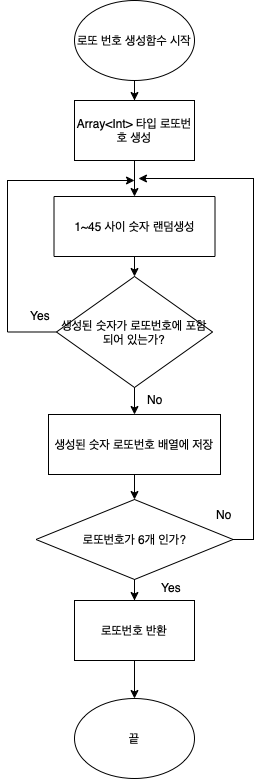 로또 번호 생성함수 시작
Array<Int> 타입 로또번
호 생성
1~45 사이 숫자 랜덤생성
생성된 숫자가 로또번호에 포함
되어 있는가?
Yes
No
생성된 숫자 로또번호 배열에 저장
로또번호가 6개 인가?
No
Yes
로또번호 반환
끝